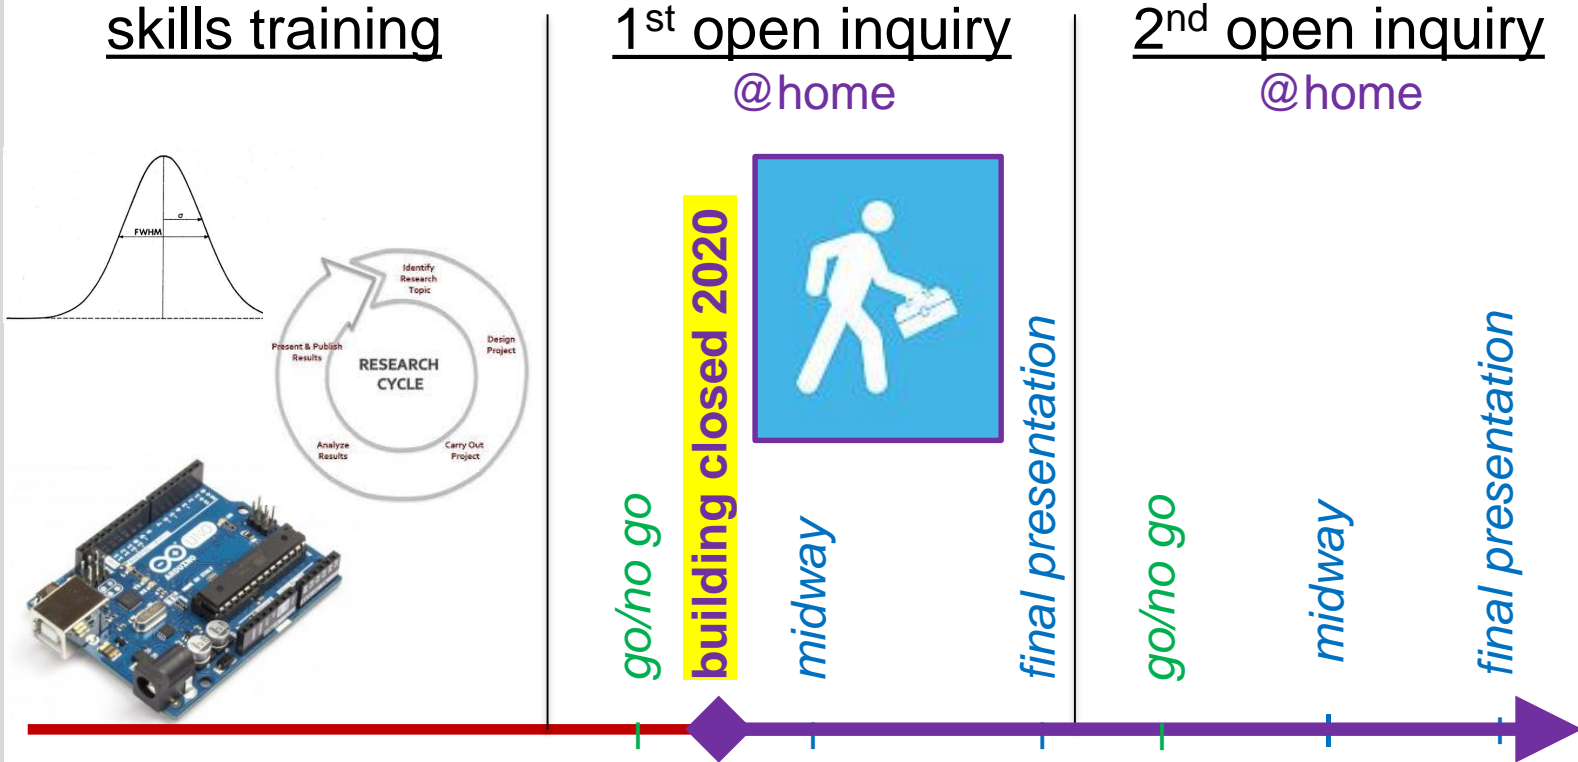 skills training
1st open inquiry
@home
2nd open inquiry
@home
σ
FWHM
Identify
Research
Topic
Design
Project
Carry Out
Project
Analyze
Results
Present & Publish
Results
RESEARCH
CYCLE
UNO
ARDUINO
go/no go
building closed 2020
midway
final presentation
go/no go
midway
final presentation